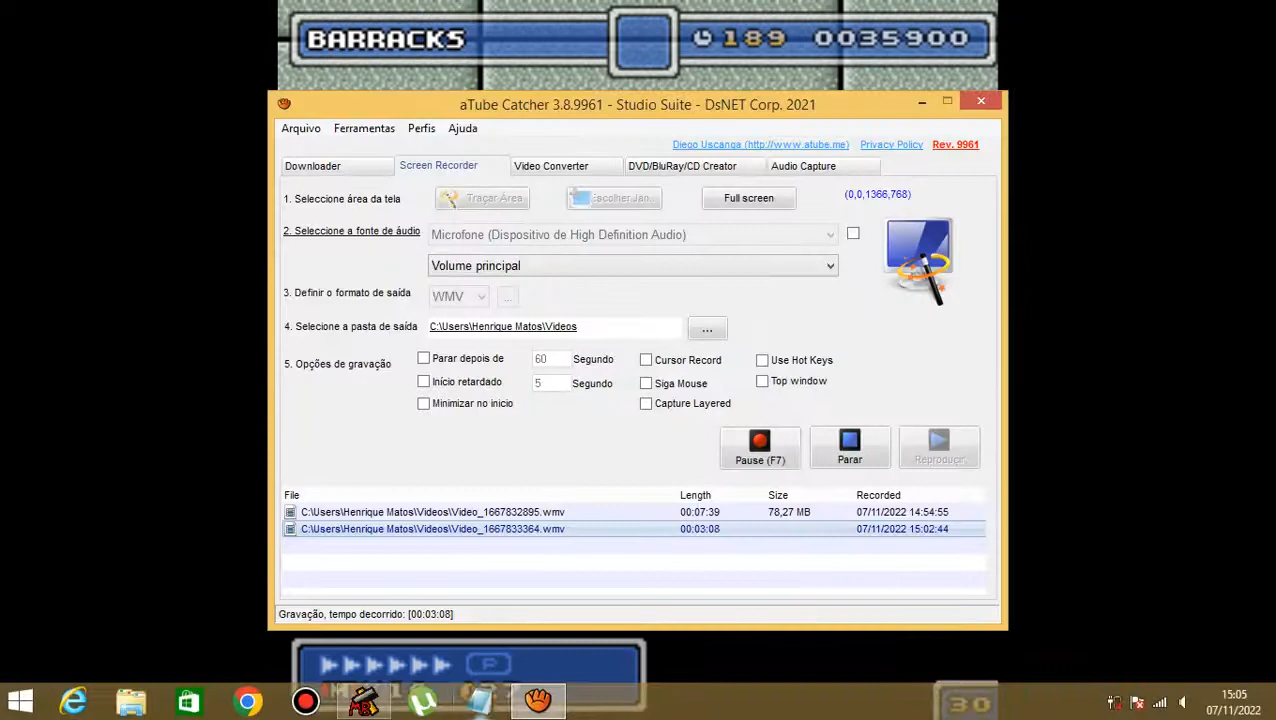 BARRACKS 189 0035900
aTube Catcher 3.8.9961 - Studio Suite - DsNET Corp. 2021
Arquivo Ferramentas Perfis Ajuda
Diego Uscanga (http://www.atube.me) Privacy Policy Rev. 9961
Downloader Screen Recorder Video Converter DVD/BluRay/CD Creator Audio Capture
1. Seleccione área da tela Traçar Área Escolher Jan.. Full screen (0,0,1366,768)
2. Seleccione a fonte de áudio Microfone (Dispositivo de High Definition Audio)
Volume principal
3. Definir o formato de saída WMV ...
4. Selecione a pasta de saída C:\Users\Henrique Matos\Videos ...
5. Opções de gravação Parar depois de 60 Segundo Cursor Record Use Hot Keys
Início retardado 5 Segundo Siga Mouse Top window
Minimizar no inicio Capture Layered
Pause (F7) Parar Reproducir
File Length Size Recorded
C:\Users\Henrique Matos\Videos\Video_1667832895.wmv 00:07:39 78,27 MB 07/11/2022 14:54:55
C:\Users\Henrique Matos\Videos\Video_1667833364.wmv 00:03:08 07/11/2022 15:02:44
Gravação, tempo decorrido: [00:03:08]
P
30
15:05
07/11/2022